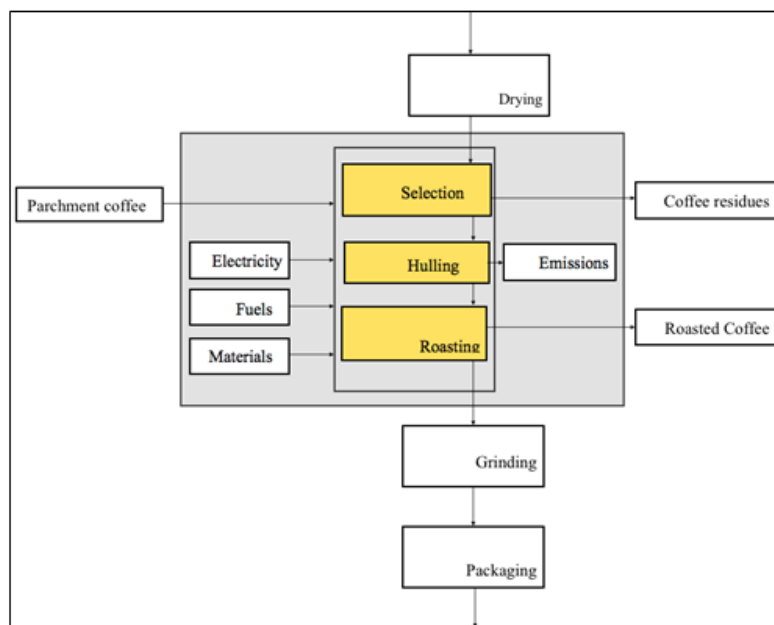 Drying
Selection
Parchment coffee
Coffee residues
Electricity
Hulling
Emissions
Fuels
Roasted Coffee
Materials
Roasting
Grinding
Packaging